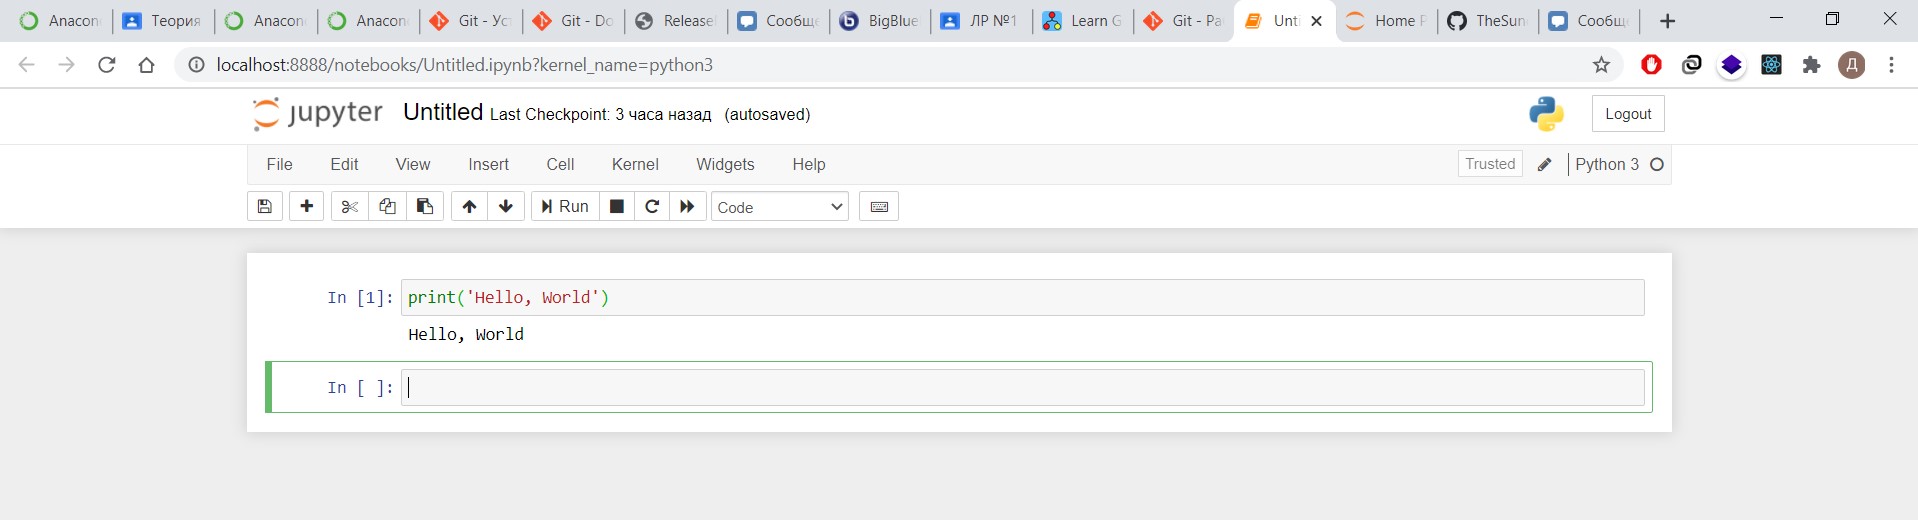 Anacon Теория Anacon Anacon Git - Ус Git - Do Release Сообще BigBlue ЛР №1 Learn G Git - Pa Unti Home P TheSun Сообщ
localhost:8888/notebooks/Untitled.ipynb?kernel_name=python3 Д
jupyter Untitled Last Checkpoint: 3 часа назад (autosaved) Logout
File Edit View Insert Cell Kernel Widgets Help Trusted Python 3
Run Code
In [1]: print('Hello, World')
Hello, World
In [ ]: